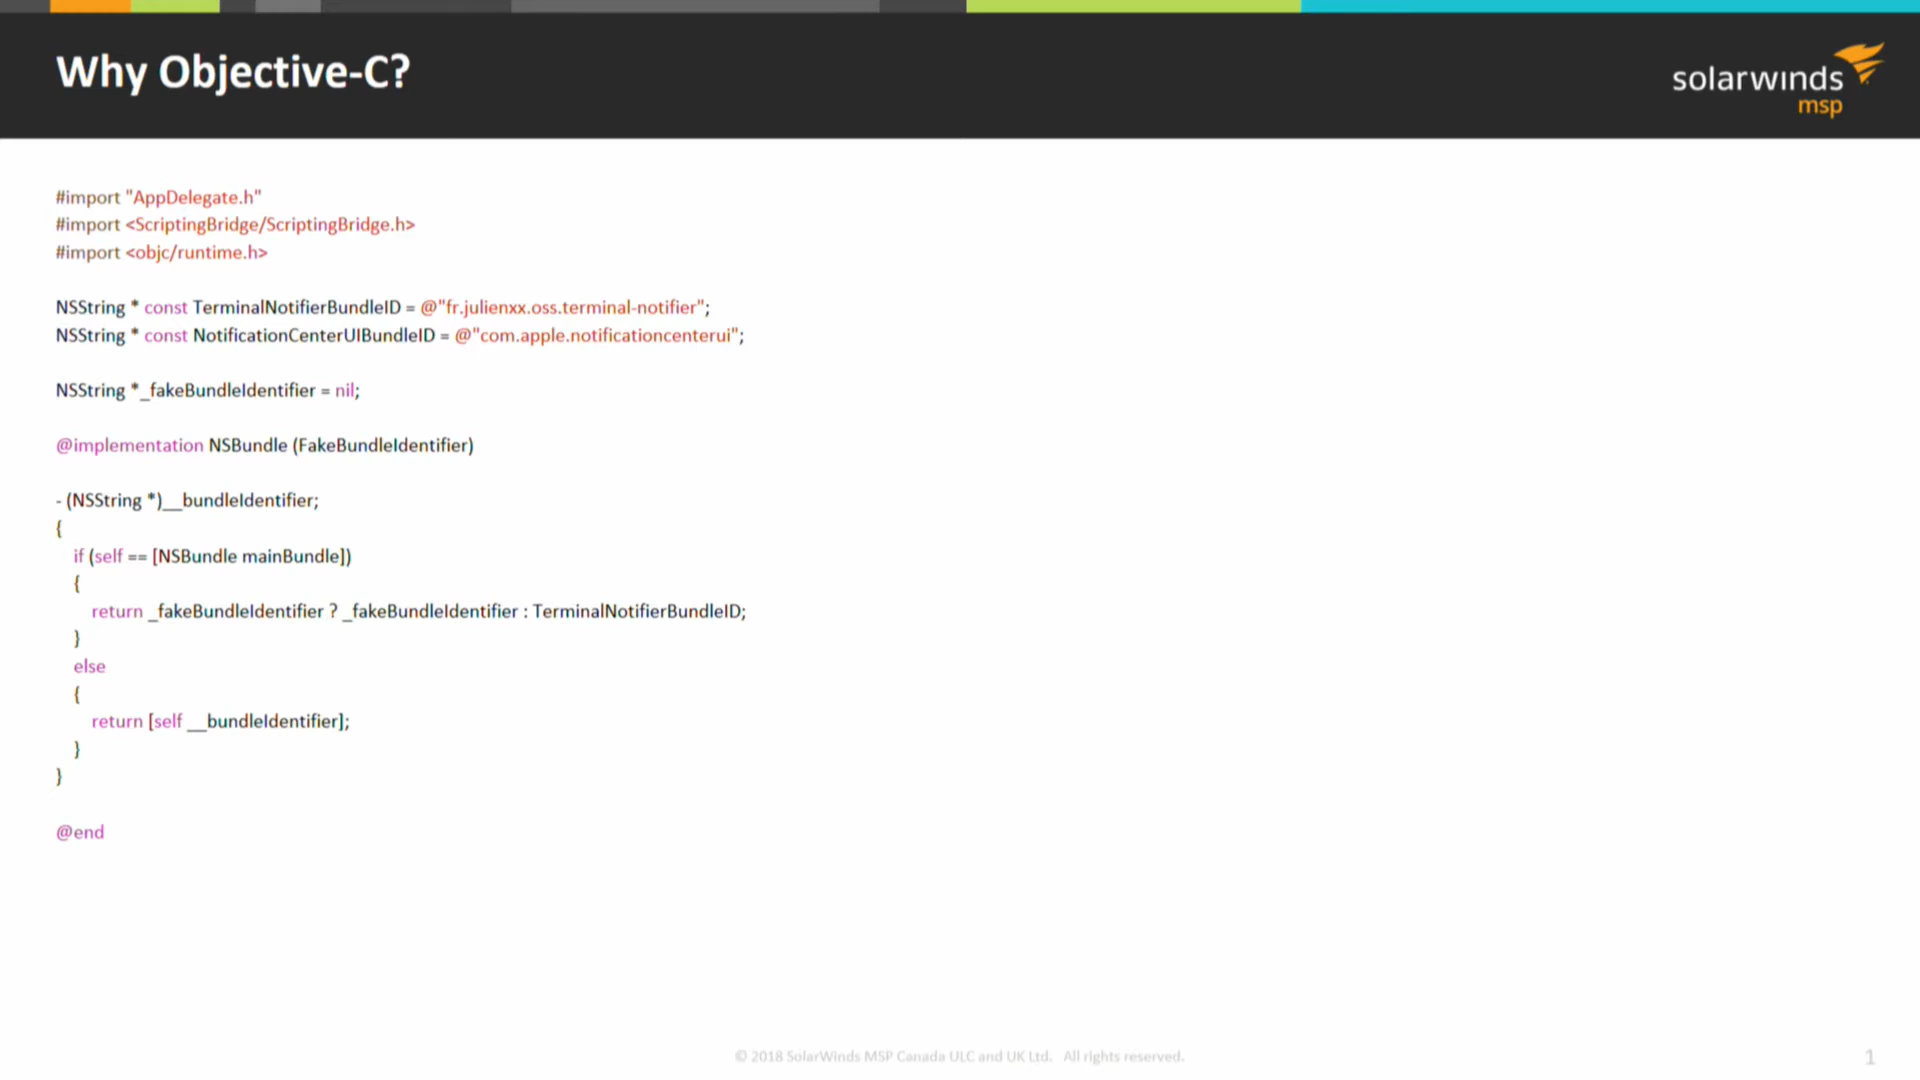 Why Objective-C?
solarwinds
msp
#import "AppDelegate.h"
#import <ScriptingBridge/ScriptingBridge.h>
#import <objc/runtime.h>
NSString * const TerminalNotifierBundleID = @"fr.julienxx.oss.terminal-notifier";
NSString * const NotificationCenterUIBundleID = @"com.apple.notificationcenterui";
NSString *_fakeBundleIdentifier = nil;
@implementation NSBundle (FakeBundleIdentifier)
- (NSString *)__bundleIdentifier;
{
if (self == [NSBundle mainBundle])
{
return _fakeBundleIdentifier ? _fakeBundleIdentifier : TerminalNotifierBundleID;
}
else
{
return [self __bundleIdentifier];
}
}
@end
© 2018 SolarWinds MSP Canada ULC and UK Ltd. All rights reserved.
1